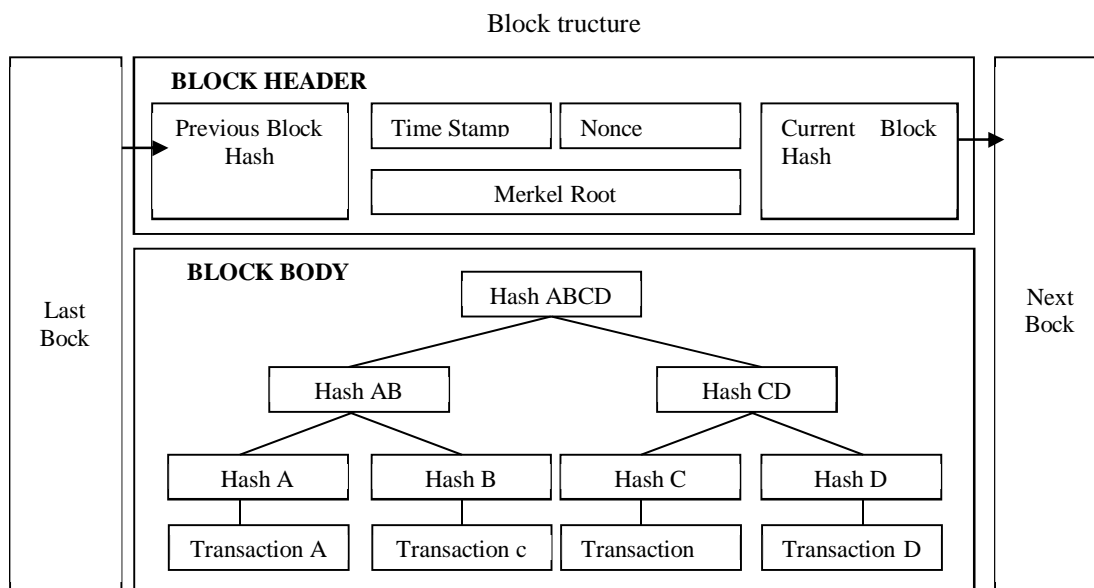 Block tructure
BLOCK HEADER
Previous Block
Hash
Time Stamp
Nonce
Current Block
Hash
Merkel Root
BLOCK BODY
Hash ABCD
Last
Bock
Next
Bock
Hash AB
Hash CD
Hash A
Hash B
Hash C
Hash D
Transaction A
Transaction c
Transaction
Transaction D